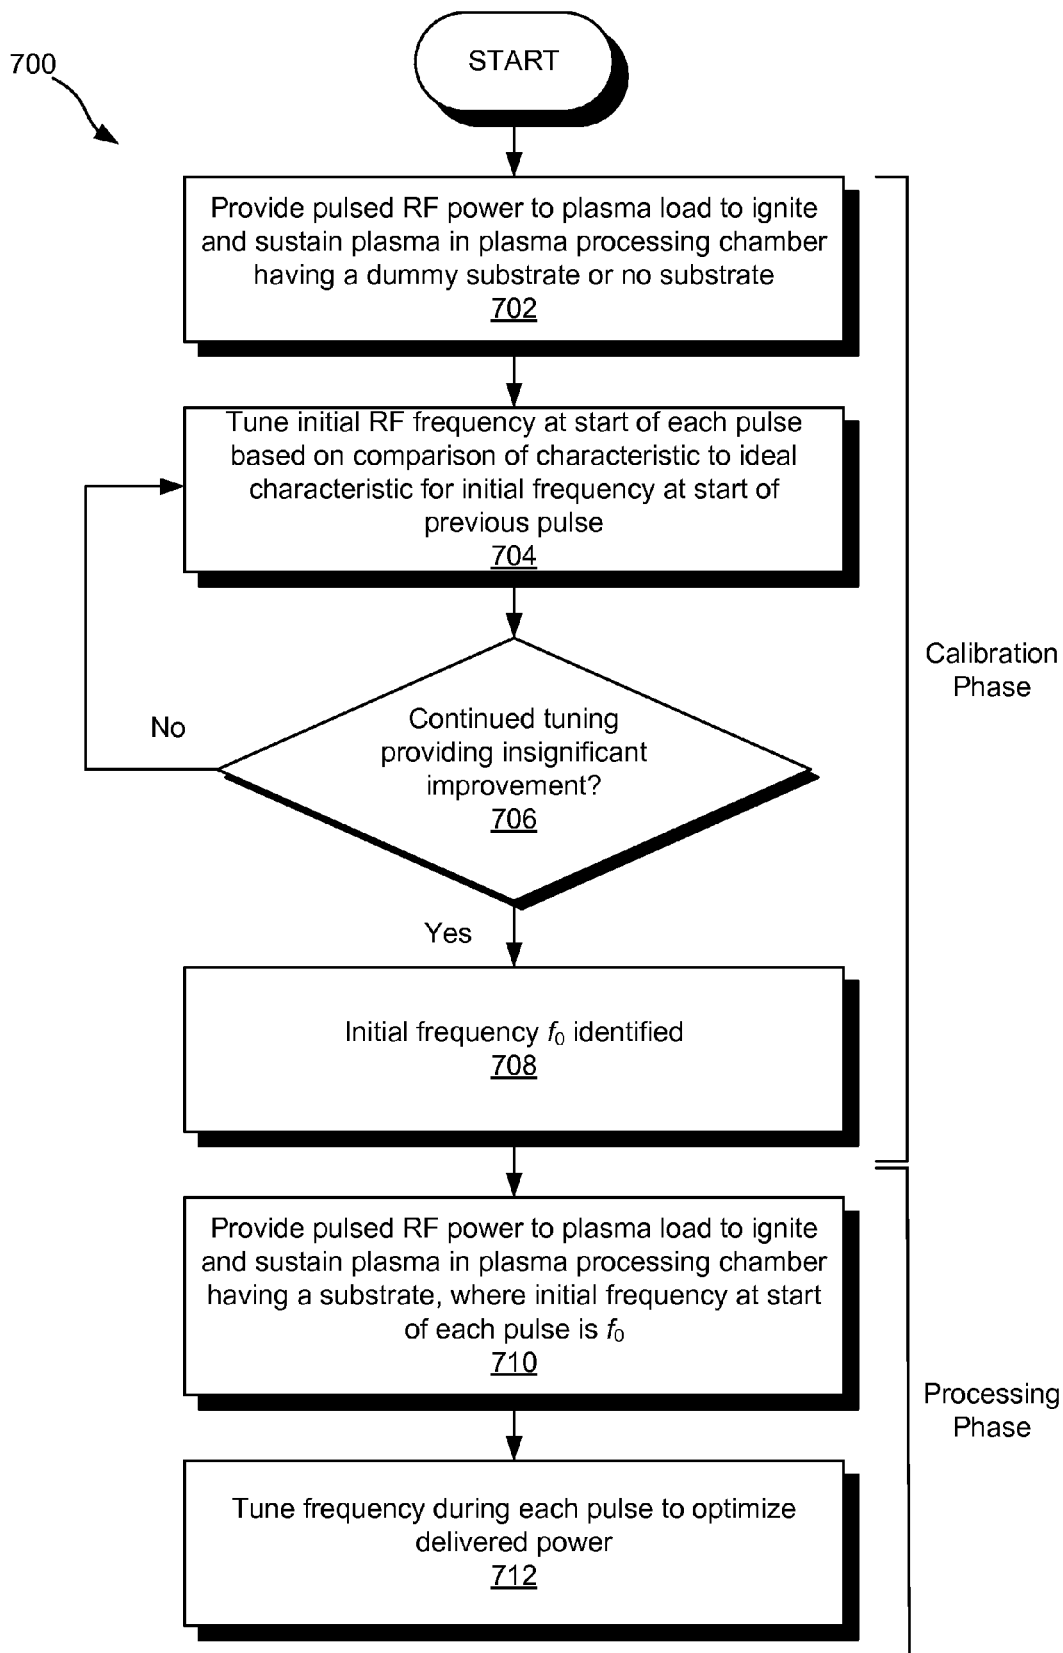 START
700
Provide pulsed RF power to plasma load to ignite
and sustain plasma in plasma processing chamber
having a dummy substrate or no substrate
702
Tune initial RF frequency at start of each pulse
based on comparison of characteristic to ideal
characteristic for initial frequency at start of
previous pulse
704
Calibration
Phase
No
Continued tuning
providing insignificant
improvement?
706
Yes
Initial frequency f₀ identified
708
Provide pulsed RF power to plasma load to ignite
and sustain plasma in plasma processing chamber
having a substrate, where initial frequency at start
of each pulse is f₀
710
Processing
Phase
Tune frequency during each pulse to optimize
delivered power
712